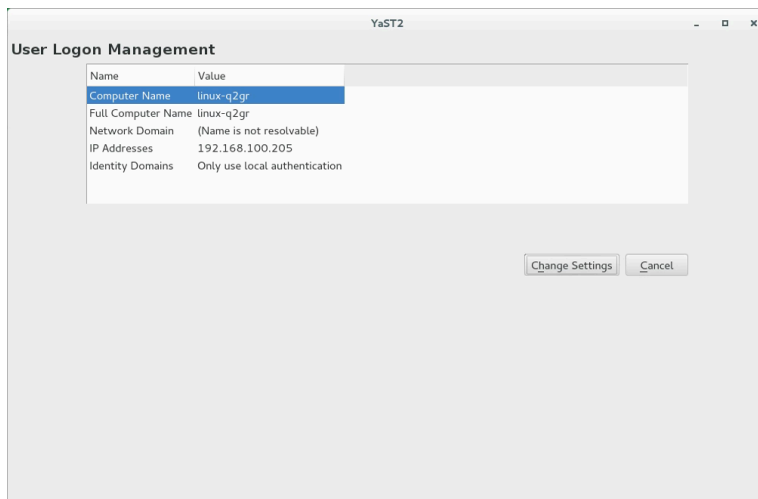 YaST2
User Logon Management
Name Value
Computer Name linux-q2gr
Full Computer Name linux-q2gr
Network Domain (Name is not resolvable)
IP Addresses 192.168.100.205
Identity Domains Only use local authentication
Change Settings Cancel